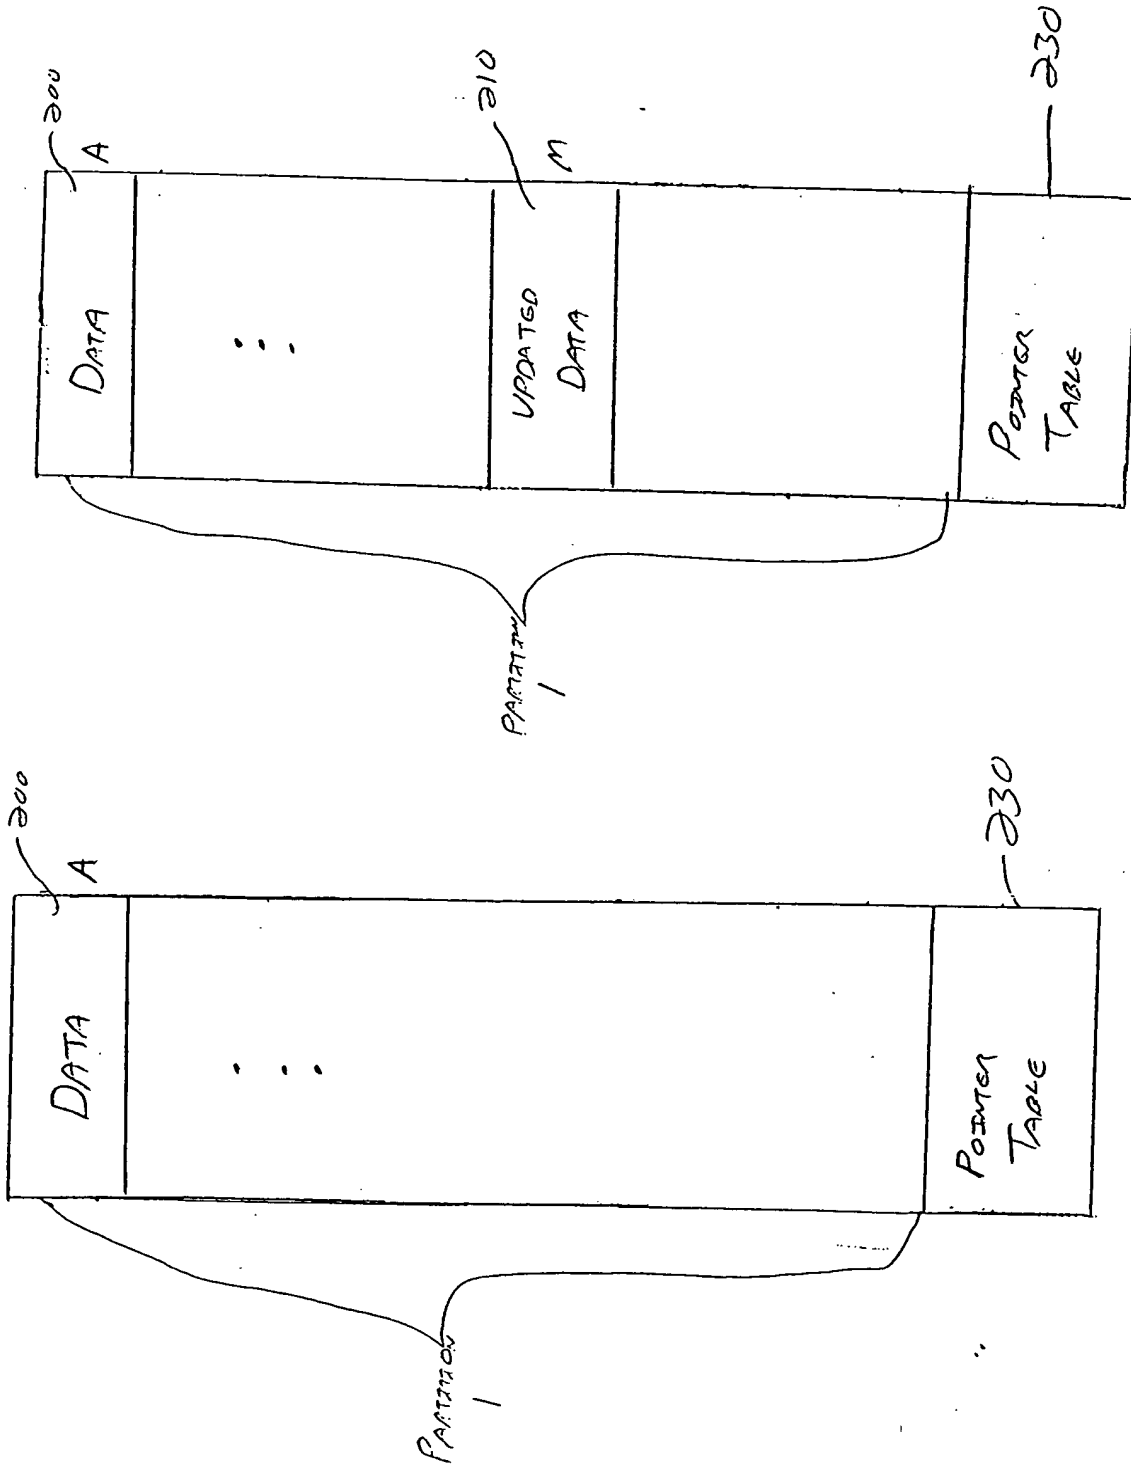 PARTITION
1
DATA
200
A
POINTER
TABLE
230
PARTITION
1
DATA
200
A
UPDATED
DATA
210
M
POINTER
TABLE
230